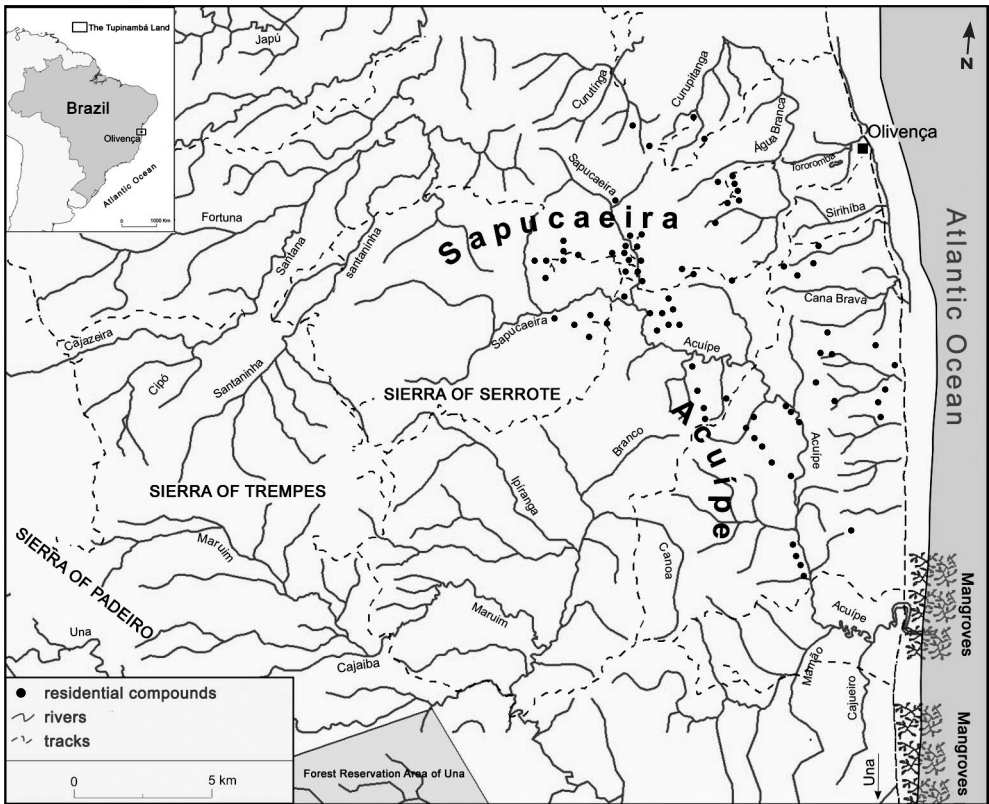 The Tupinambá Land
Brazil
Olivença
Atlantic Ocean
0 1000 Km
Japú
Curutinga
Curupitanga
Água Branca
N
Olivença
Tororomba
Sapucaeira
Sirihíba
Fortuna
Santana
santaninha
Sapucaeira
Atlantic Ocean
Cana Brava
Cajazeira
Sapucaeira
Acuípe
Cipó
Santaninha
SIERRA OF SERROTE
Acuípe
Branco
Acuípe
SIERRA OF TREMPES
Ipiranga
Maruim
SIERRA OF PADEIRO
Canoa
Mangroves
Maruim
Acuípe
Una
Cajaiba
Mamão
Cajueiro
residential compounds
rivers
tracks
0 5 km
Forest Reservation Area of Una
Una
Mangroves